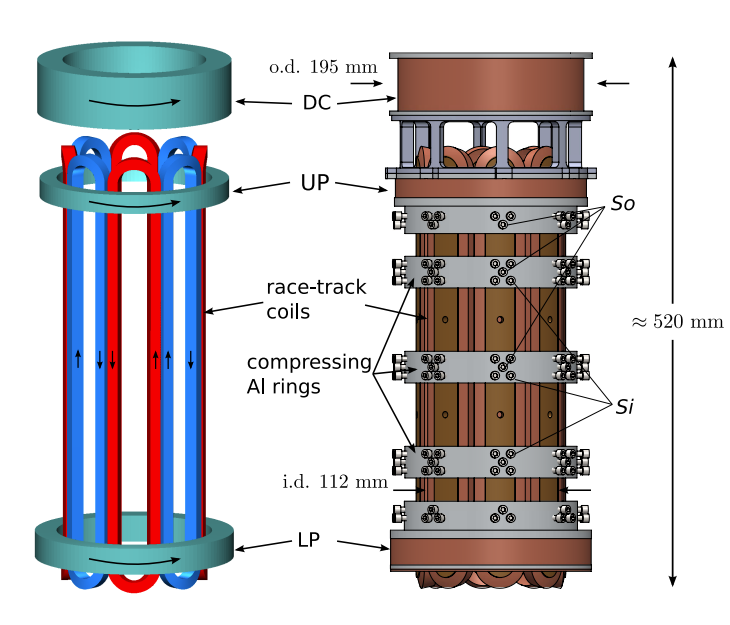 o.d. 195 mm
DC
UP
So
race-track
coils
≈ 520 mm
compressing
Al rings
Si
i.d. 112 mm
LP